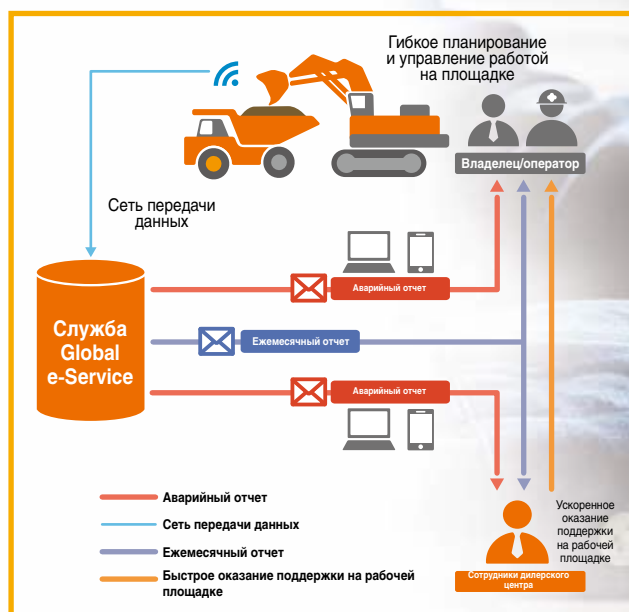 Гибкое планирование
и управление работой
на площадке
Владелец/оператор
Сеть передачи
данных
Аварийный отчет
Служба
Global
e-Service
Ежемесячный отчет
Аварийный отчет
Аварийный отчет
Сеть передачи данных
Ежемесячный отчет
Быстрое оказание поддержки на рабочей
площадке
Ускоренное
оказание
поддержки
на рабочей
площадке
Сотрудники дилерского
центра